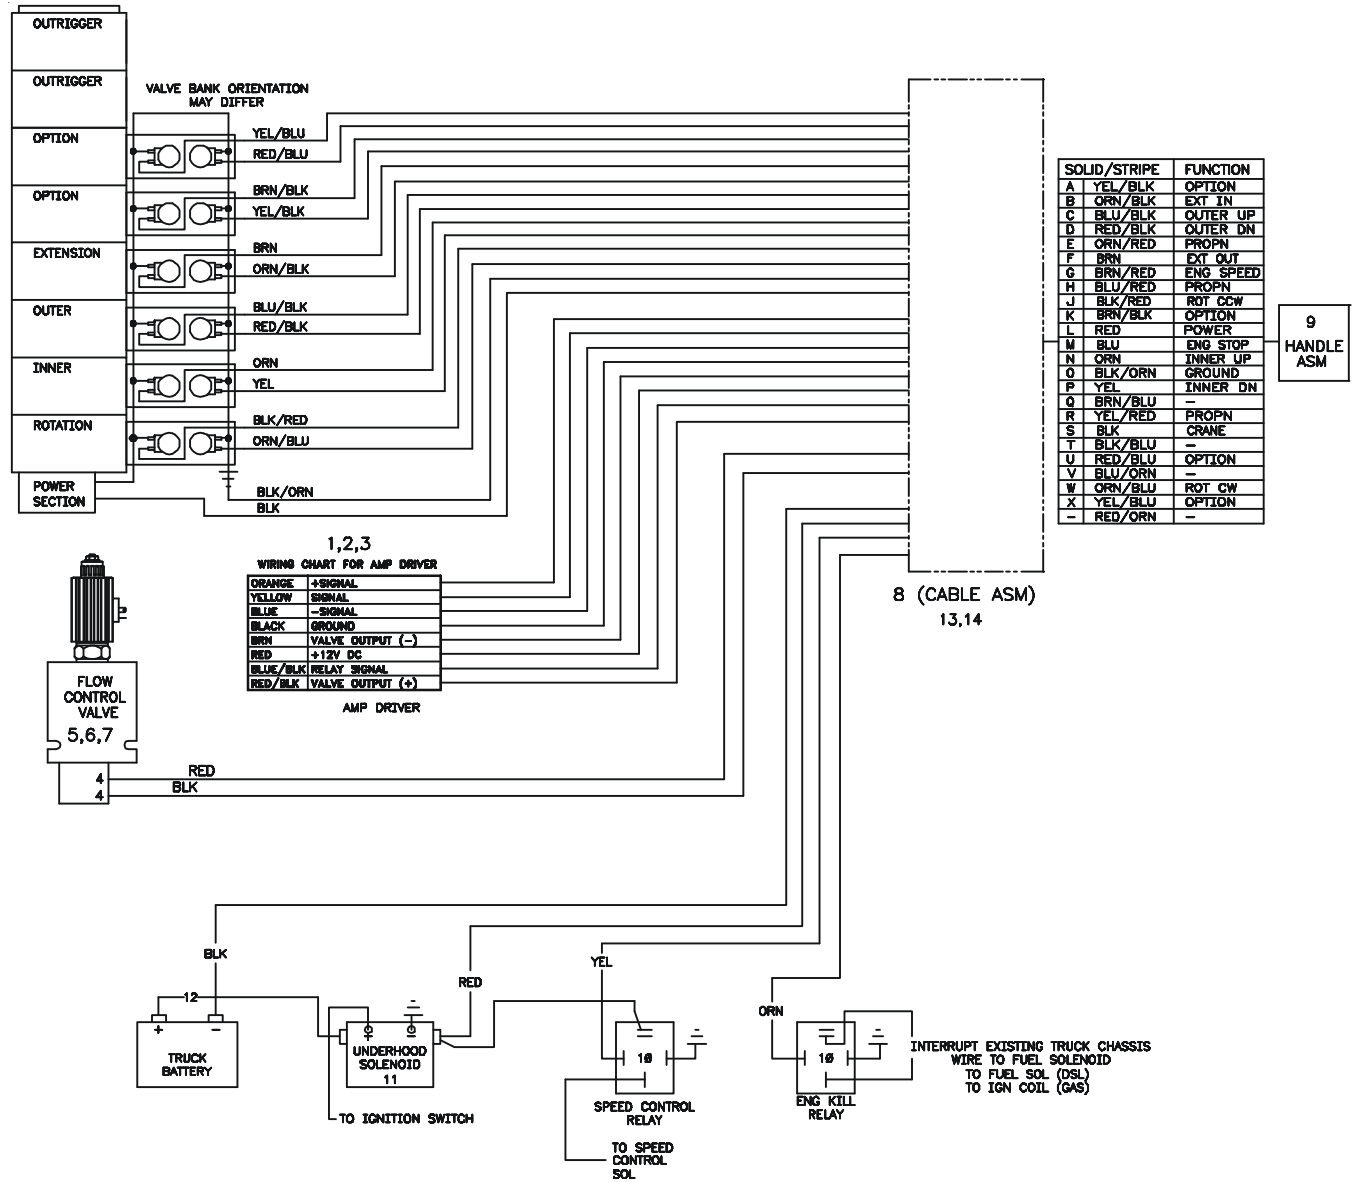 OUTRIGGER
OUTRIGGER
VALVE BANK ORIENTATION
MAY DIFFER
OPTION
YEL/BLU
RED/BLU
OPTION
BRN/BLK
YEL/BLK
EXTENSION
BRN
ORN/BLK
OUTER
BLU/BLK
RED/BLK
INNER
ORN
YEL
ROTATION
BLK/RED
ORN/BLU
POWER
SECTION
BLK/ORN
BLK
SOLID/STRIPE FUNCTION
A YEL/BLK OPTION
B ORN/BLK EXT IN
C BLU/BLK OUTER UP
D RED/BLK OUTER DN
E ORN/RED PROPN
F BRN EXT OUT
G BRN/RED ENG SPEED
H BLU/RED PROPN
J BLK/RED ROT CCW
K BRN/BLK OPTION
L RED POWER
M BLU ENG STOP
N ORN INNER UP
O BLK/ORN GROUND
P YEL INNER DN
Q BRN/BLU -
R YEL/RED PROPN
S BLK CRANE
T BLK/BLU -
U RED/BLU OPTION
V BLU/ORN -
W ORN/BLU ROT CW
X YEL/BLU OPTION
- RED/ORN -
9
HANDLE
ASM
1,2,3
WIRING CHART FOR AMP DRIVER
ORANGE +SIGNAL
YELLOW SIGNAL
BLUE -SIGNAL
BLACK GROUND
BRN VALVE OUTPUT (-)
RED +12V DC
BLUE/BLK RELAY SIGNAL
RED/BLK VALVE OUTPUT (+)
AMP DRIVER
8 (CABLE ASM)
13,14
FLOW
CONTROL
VALVE
5,6,7
4
4
RED
BLK
BLK
12
+ -
TRUCK
BATTERY
RED
+
UNDERHOOD
SOLENOID
11
TO IGNITION SWITCH
YEL
10
SPEED CONTROL
RELAY
TO SPEED
CONTROL
SOL
ORN
10
ENG KILL
RELAY
INTERRUPT EXISTING TRUCK CHASSIS
WIRE TO FUEL SOLENOID
TO FUEL SOL (DSL)
TO IGN COIL (GAS)